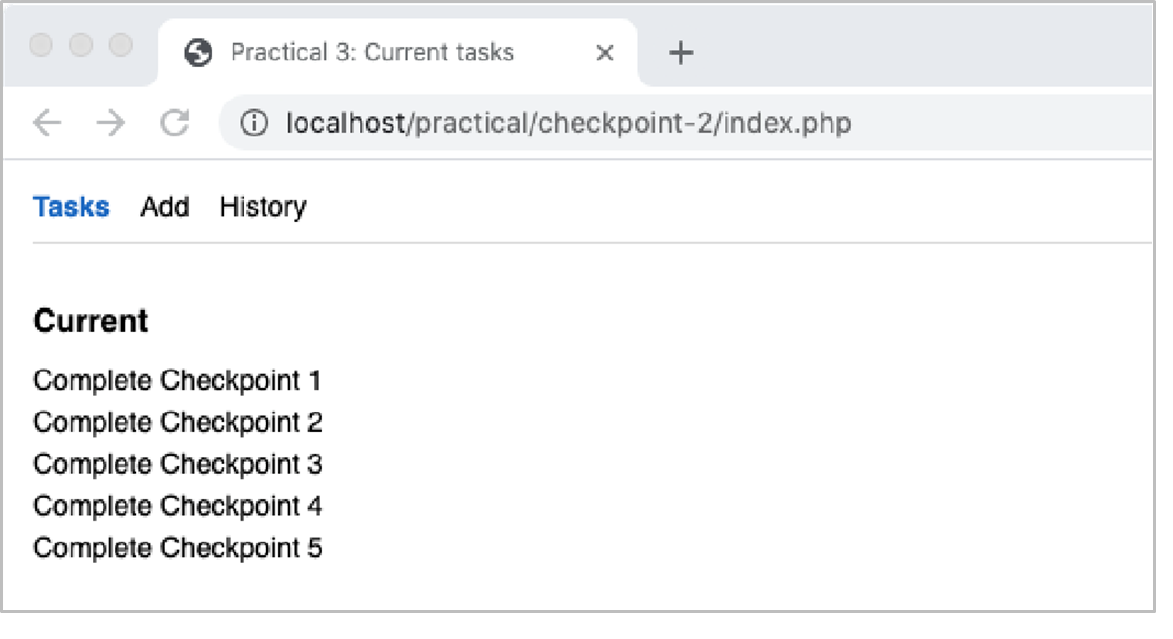 Practical 3: Current tasks
localhost/practical/checkpoint-2/index.php
Tasks Add History
Current
Complete Checkpoint 1
Complete Checkpoint 2
Complete Checkpoint 3
Complete Checkpoint 4
Complete Checkpoint 5